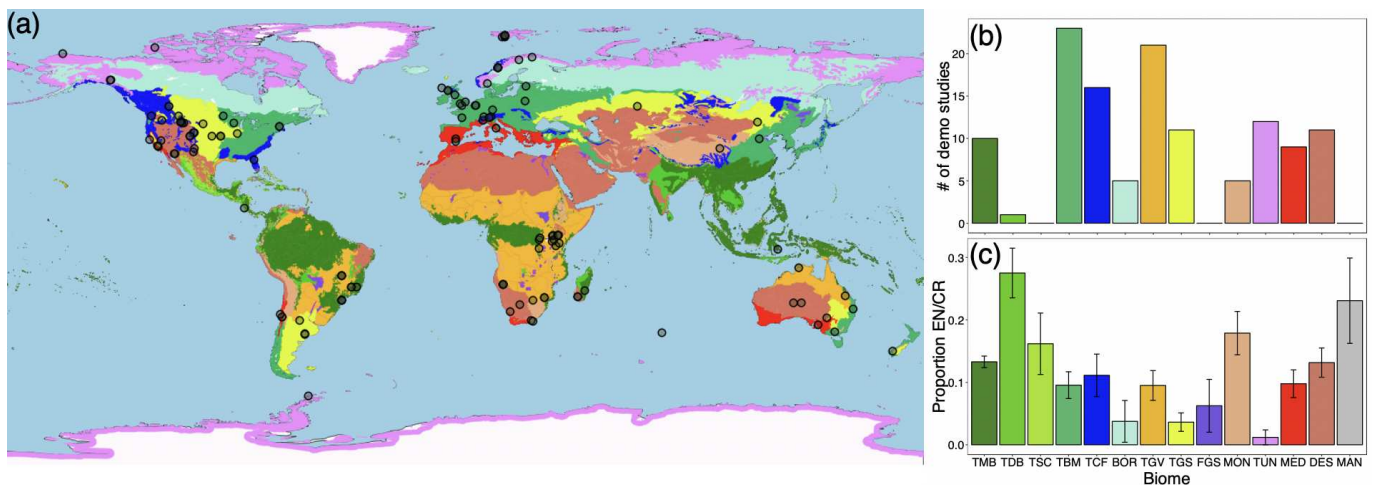 (a)
(b)
# of demo studies
20
15
10
5
0
(c)
Proportion EN/CR
0.3
0.2
0.1
0.0
TMB TDB TSC TBM TCF BOR TGV TGS FGS MON TUN MED DES MAN
Biome